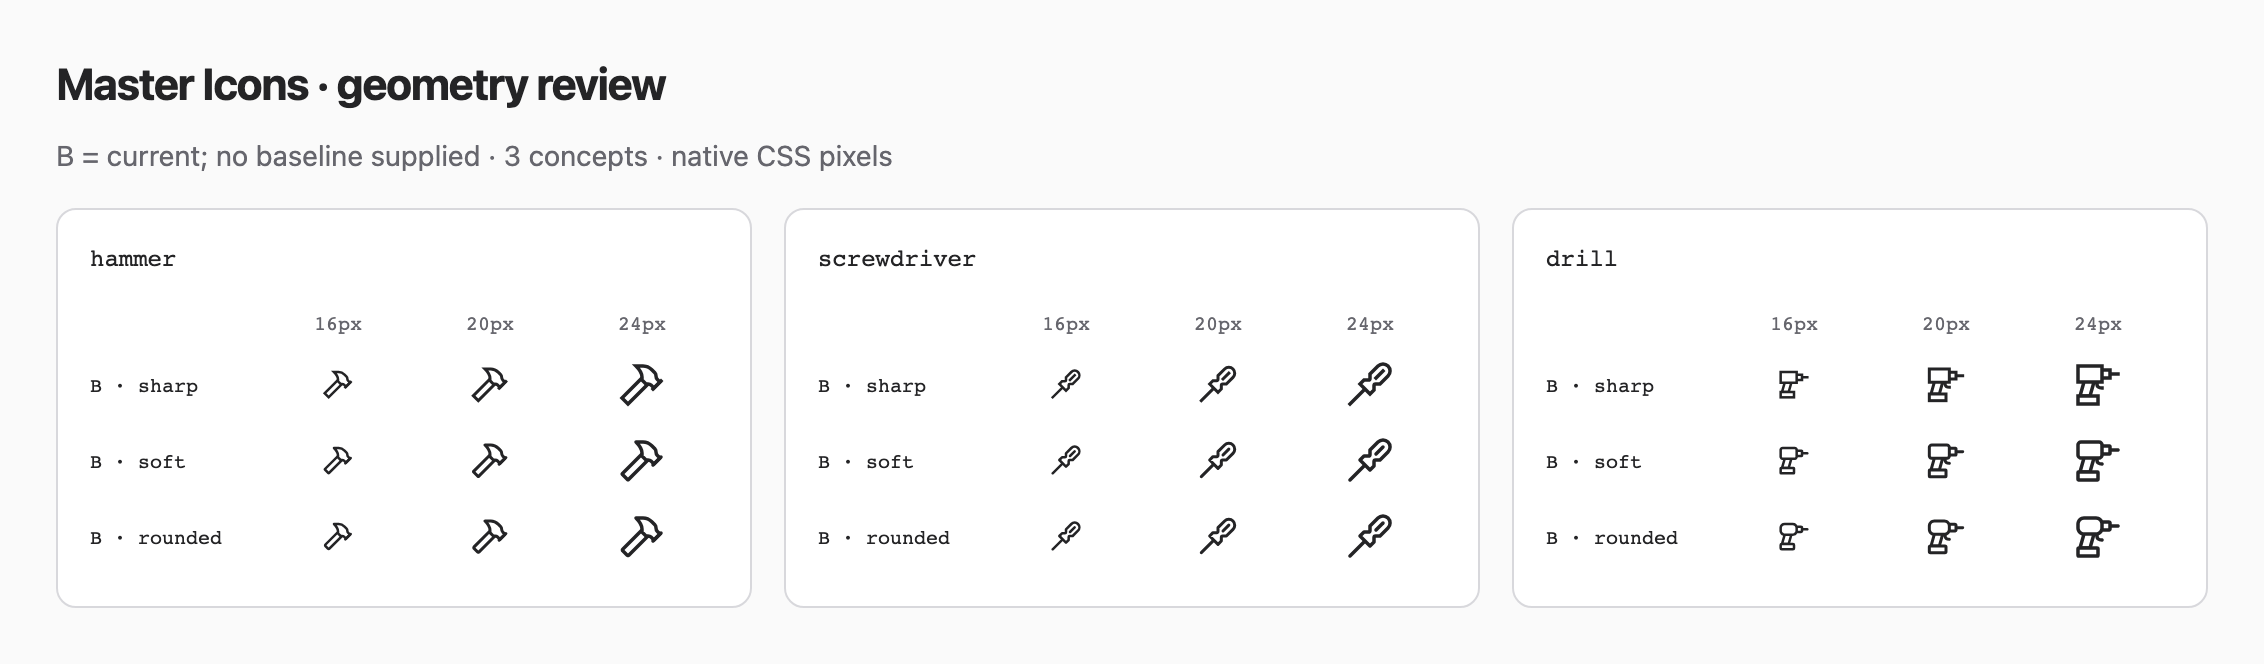 Master Icons · geometry review
B = current; no baseline supplied · 3 concepts · native CSS pixels
hammer
16px 20px 24px
B · sharp
B · soft
B · rounded
screwdriver
16px 20px 24px
B · sharp
B · soft
B · rounded
drill
16px 20px 24px
B · sharp
B · soft
B · rounded